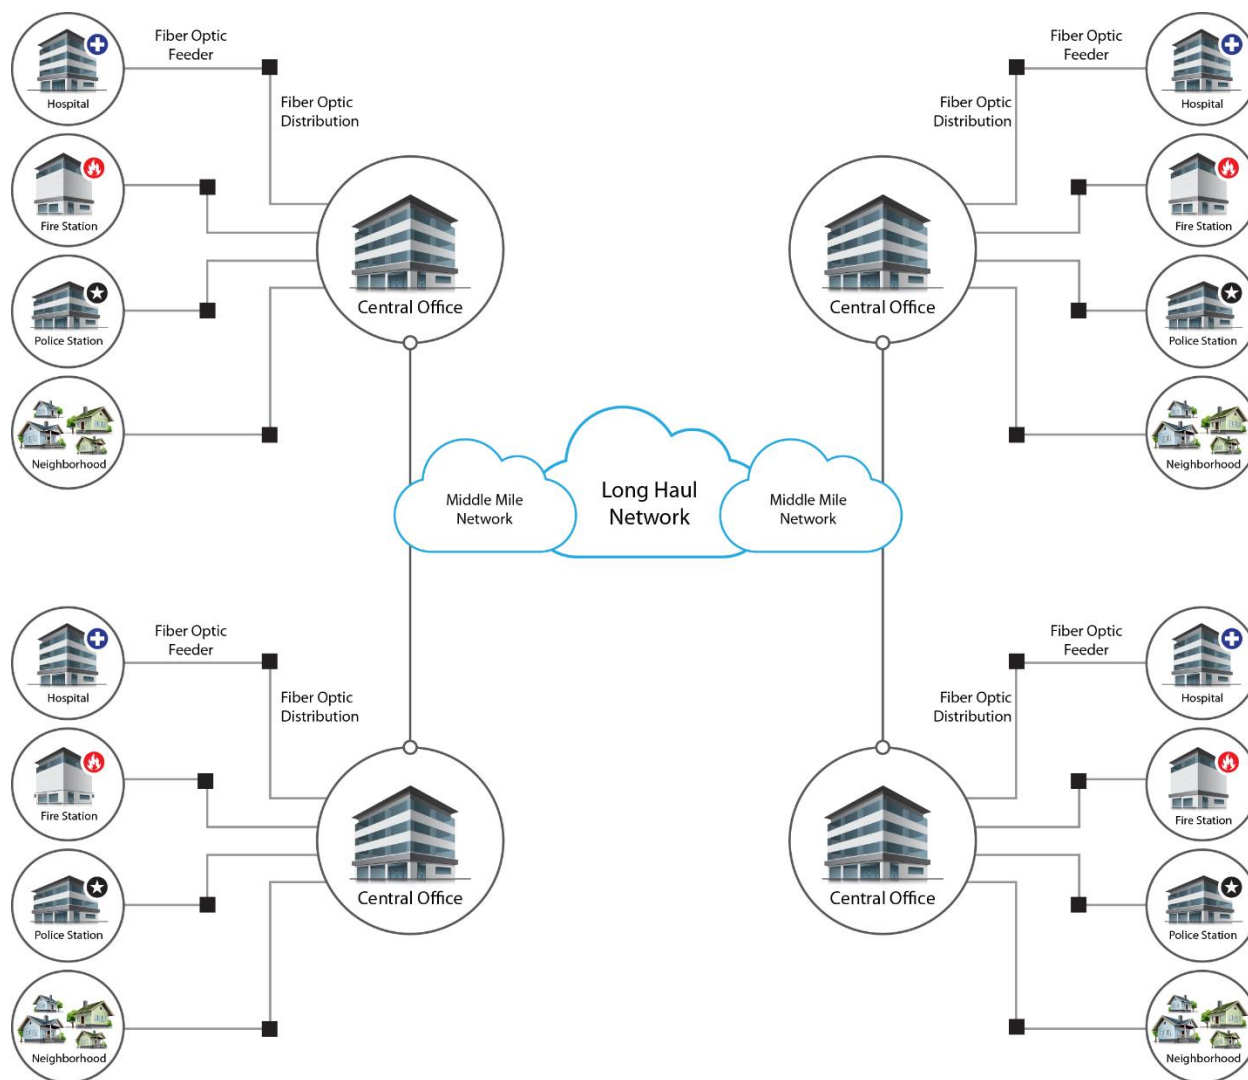 Fiber Optic
Feeder
Hospital
Fiber Optic
Distribution
Fire Station
Police Station
Neighborhood
Central Office
Fiber Optic
Feeder
Hospital
Fiber Optic
Distribution
Fire Station
Police Station
Neighborhood
Central Office
Middle Mile
Network
Long Haul
Network
Middle Mile
Network
Fiber Optic
Feeder
Hospital
Fiber Optic
Distribution
Fire Station
Police Station
Neighborhood
Central Office
Fiber Optic
Feeder
Hospital
Fiber Optic
Distribution
Fire Station
Police Station
Neighborhood
Central Office